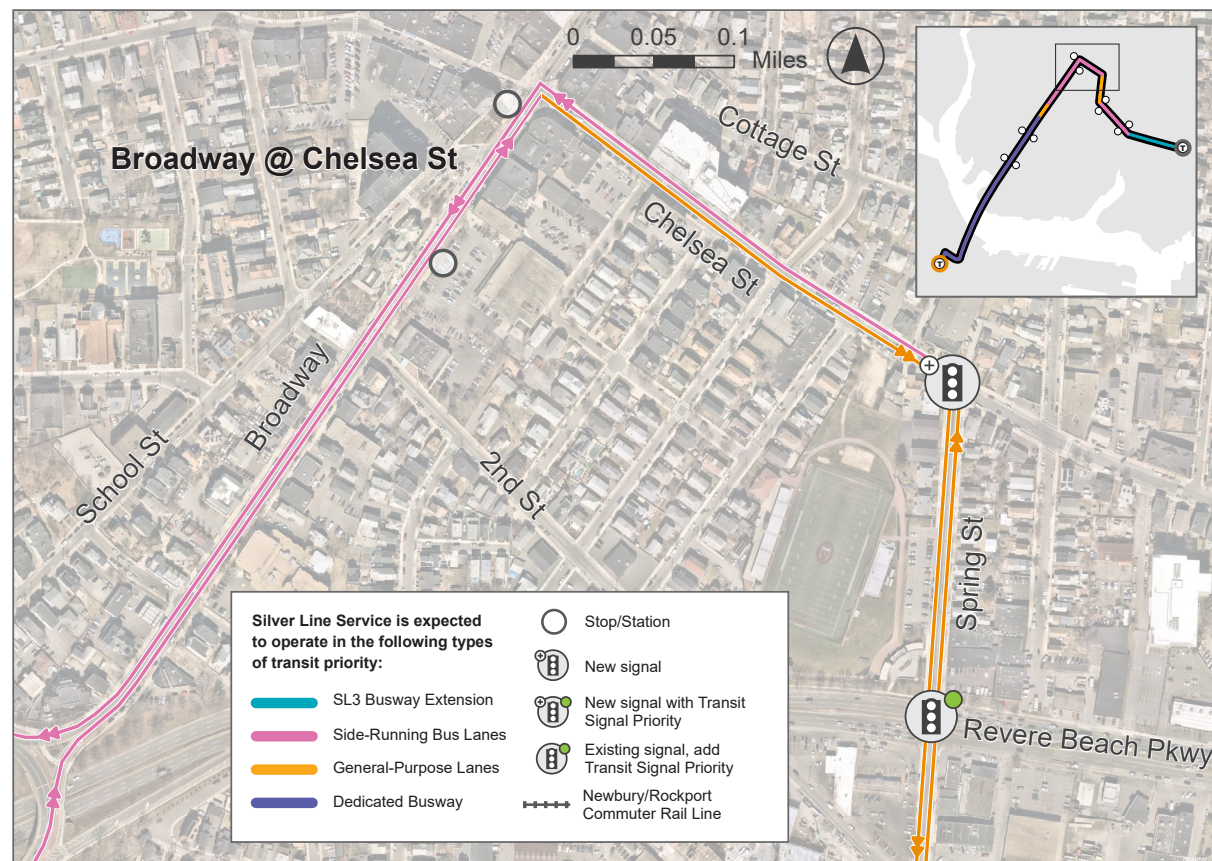 0 0.05 0.1
Miles
Broadway @ Chelsea St
Cottage St
Chelsea St
Broadway
School St
2nd St
Spring St
Revere Beach Pkwy
T
T
Silver Line Service is expected
to operate in the following types
of transit priority:
SL3 Busway Extension
Side-Running Bus Lanes
General-Purpose Lanes
Dedicated Busway
Stop/Station
New signal
New signal with Transit
Signal Priority
Existing signal, add
Transit Signal Priority
Newbury/Rockport
Commuter Rail Line